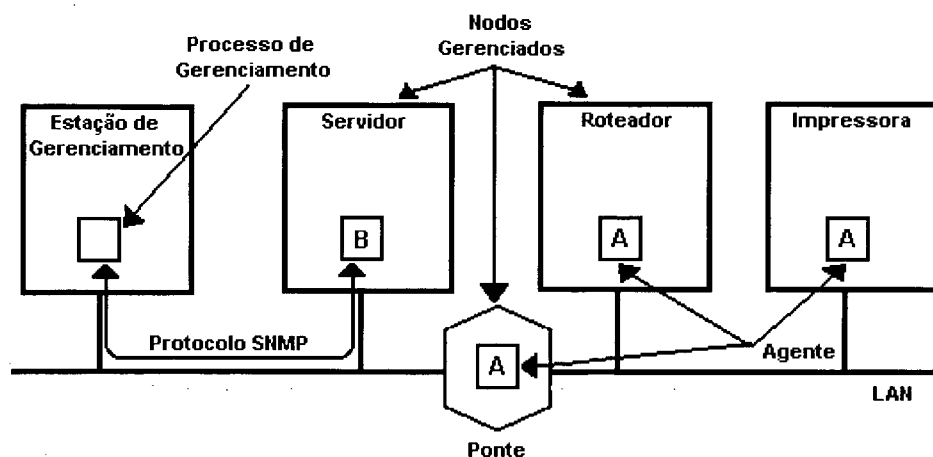 Nodos
Gerenciados
Processo de
Gerenciamento
Estação de
Gerenciamento
Servidor
Roteador
Impressora
B
A
A
Protocolo SNMP
A
Agente
LAN
Ponte